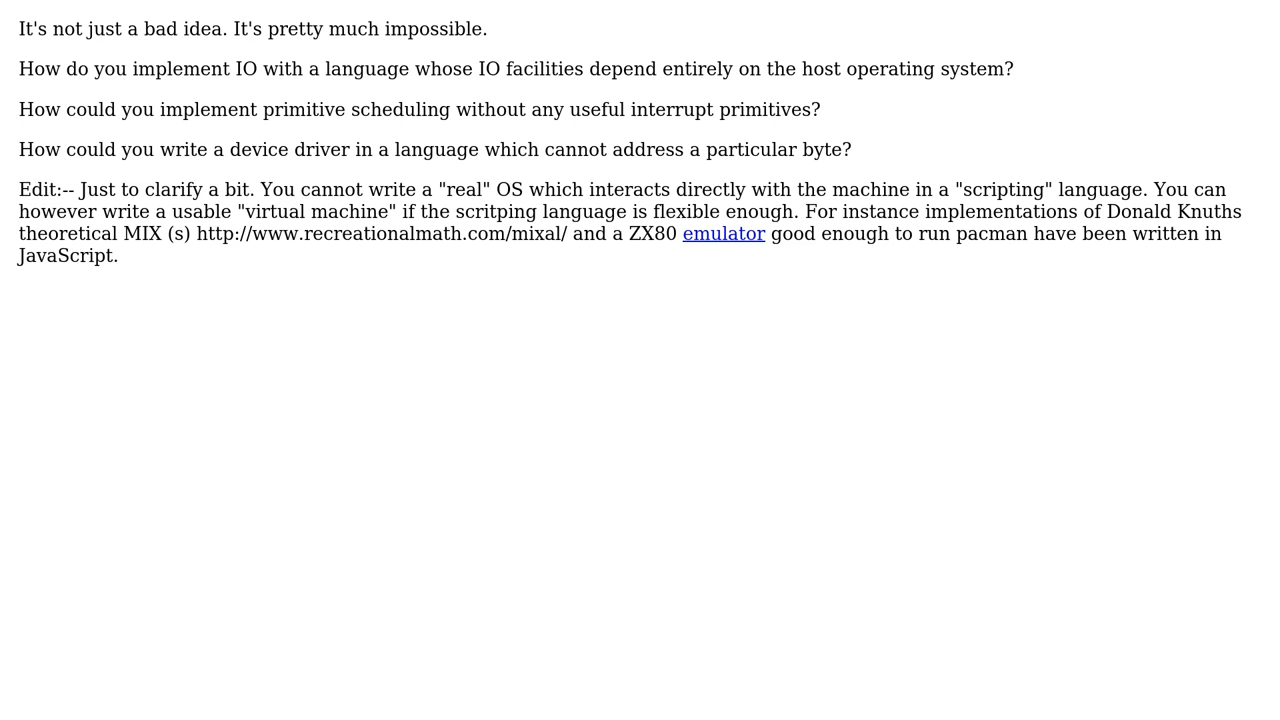 It's not just a bad idea. It's pretty much impossible.
How do you implement IO with a language whose IO facilities depend entirely on the host operating system?
How could you implement primitive scheduling without any useful interrupt primitives?
How could you write a device driver in a language which cannot address a particular byte?
Edit:-- Just to clarify a bit. You cannot write a "real" OS which interacts directly with the machine in a "scripting" language. You can
however write a usable "virtual machine" if the scritping language is flexible enough. For instance implementations of Donald Knuths
theoretical MIX (s) http://www.recreationalmath.com/mixal/ and a ZX80 emulator good enough to run pacman have been written in
JavaScript.